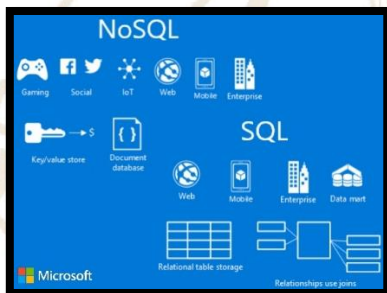 NoSQL
Gaming Social IoT Web Mobile Enterprise
→ $ { }
Key/value store Document
database
SQL
Web Mobile Enterprise Data mart
Relational table storage
Microsoft Relationships use joins